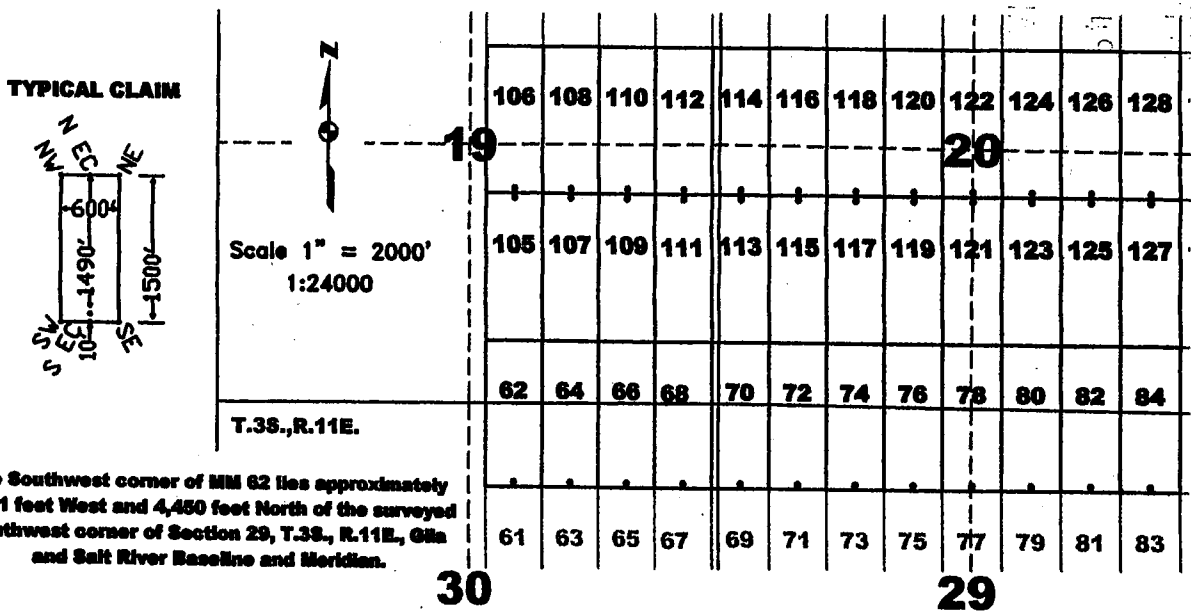 TYPICAL CLAIM
NW N EC NE
600'
1490'
1500'
SW S EC SE
10'
N
Scale 1" = 2000'
1:24000
T.3S.,R.11E.
Southwest corner of MM 62 lies approximately
1 feet West and 4,450 feet North of the surveyed
thwest corner of Section 29, T.3S., R.11E., Gila
and Salt River Baseline and Meridian.
106 108 110 112 114 116 118 120 122 124 126 128
19 20
105 107 109 111 113 115 117 119 121 123 125 127
62 64 66 68 70 72 74 76 78 80 82 84
61 63 65 67 69 71 73 75 77 79 81 83
30 29